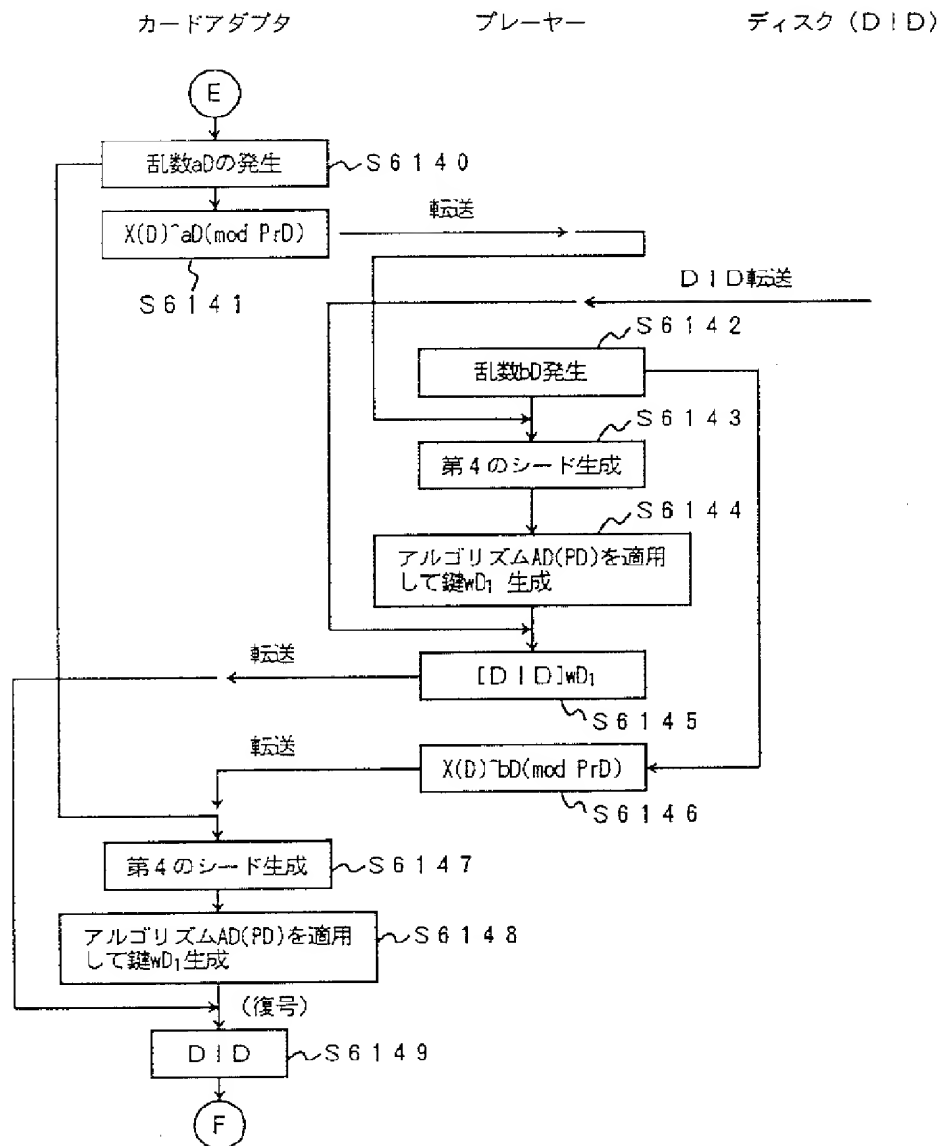 カードアダプタ
プレーヤー
ディスク（DID）
E
乱数aDの発生
S6140
X(D)^aD(mod PrD)
転送
S6141
DID転送
S6142
乱数bD発生
S6143
第4のシード生成
S6144
アルゴリズムAD(PD)を適用
して鍵wD₁ 生成
転送
[DID]wD₁
S6145
転送
X(D)^bD(mod PrD)
S6146
第4のシード生成
S6147
アルゴリズムAD(PD)を適用
して鍵wD₁生成
S6148
(復号)
DID
S6149
F